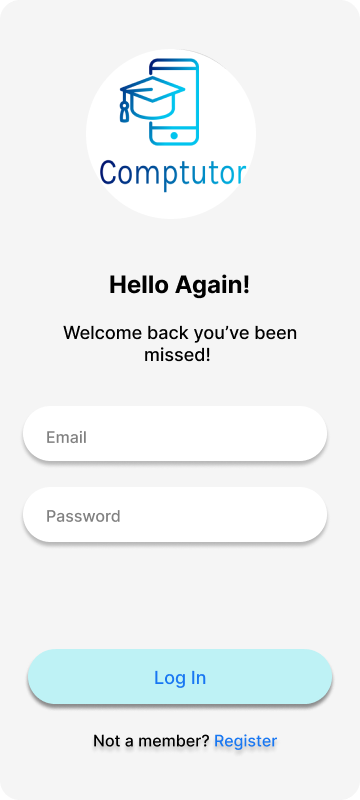 Comptutor
Hello Again!
Welcome back you’ve been
missed!
Email
Password
Log In
Not a member? Register